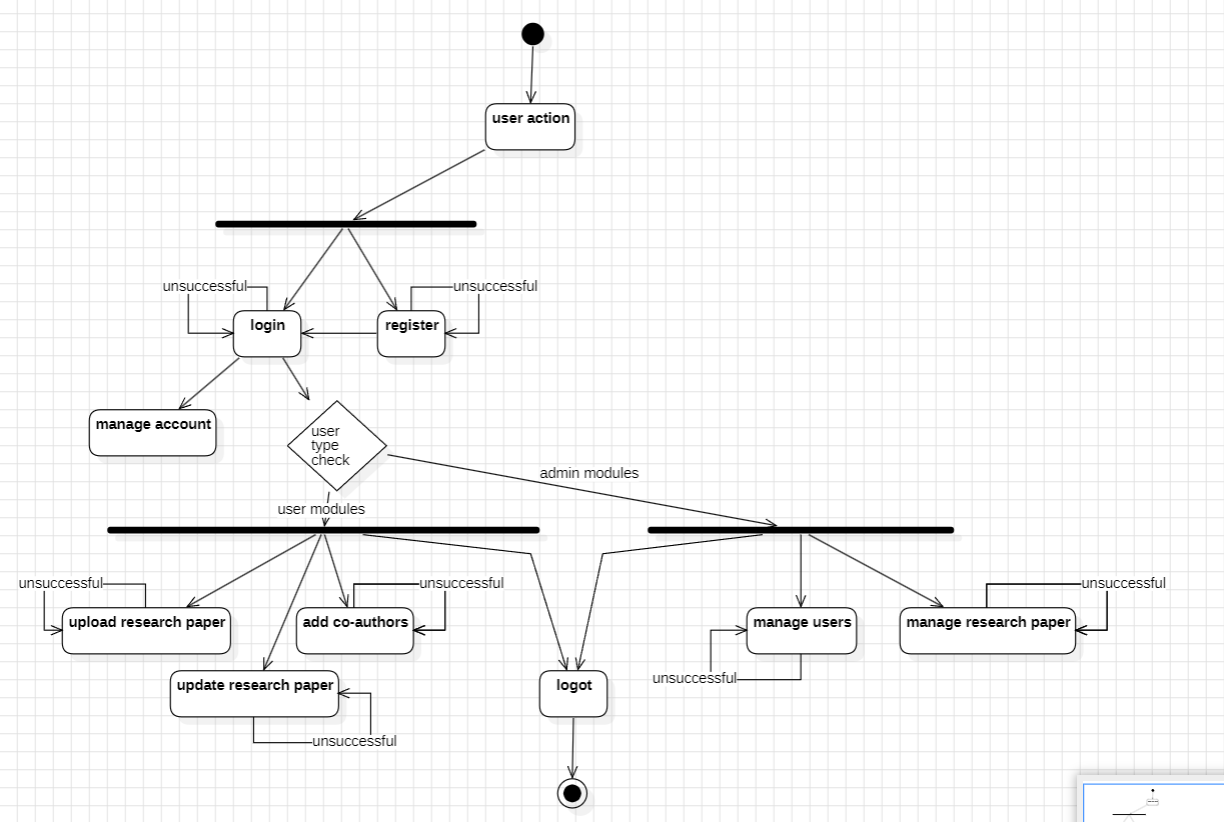 user action
unsuccessful
unsuccessful
login
register
manage account
user
type
check
admin modules
user modules
unsuccessful
unsuccessful
unsuccessful
upload research paper
add co-authors
manage users
manage research paper
update research paper
logot
unsuccessful
unsuccessful